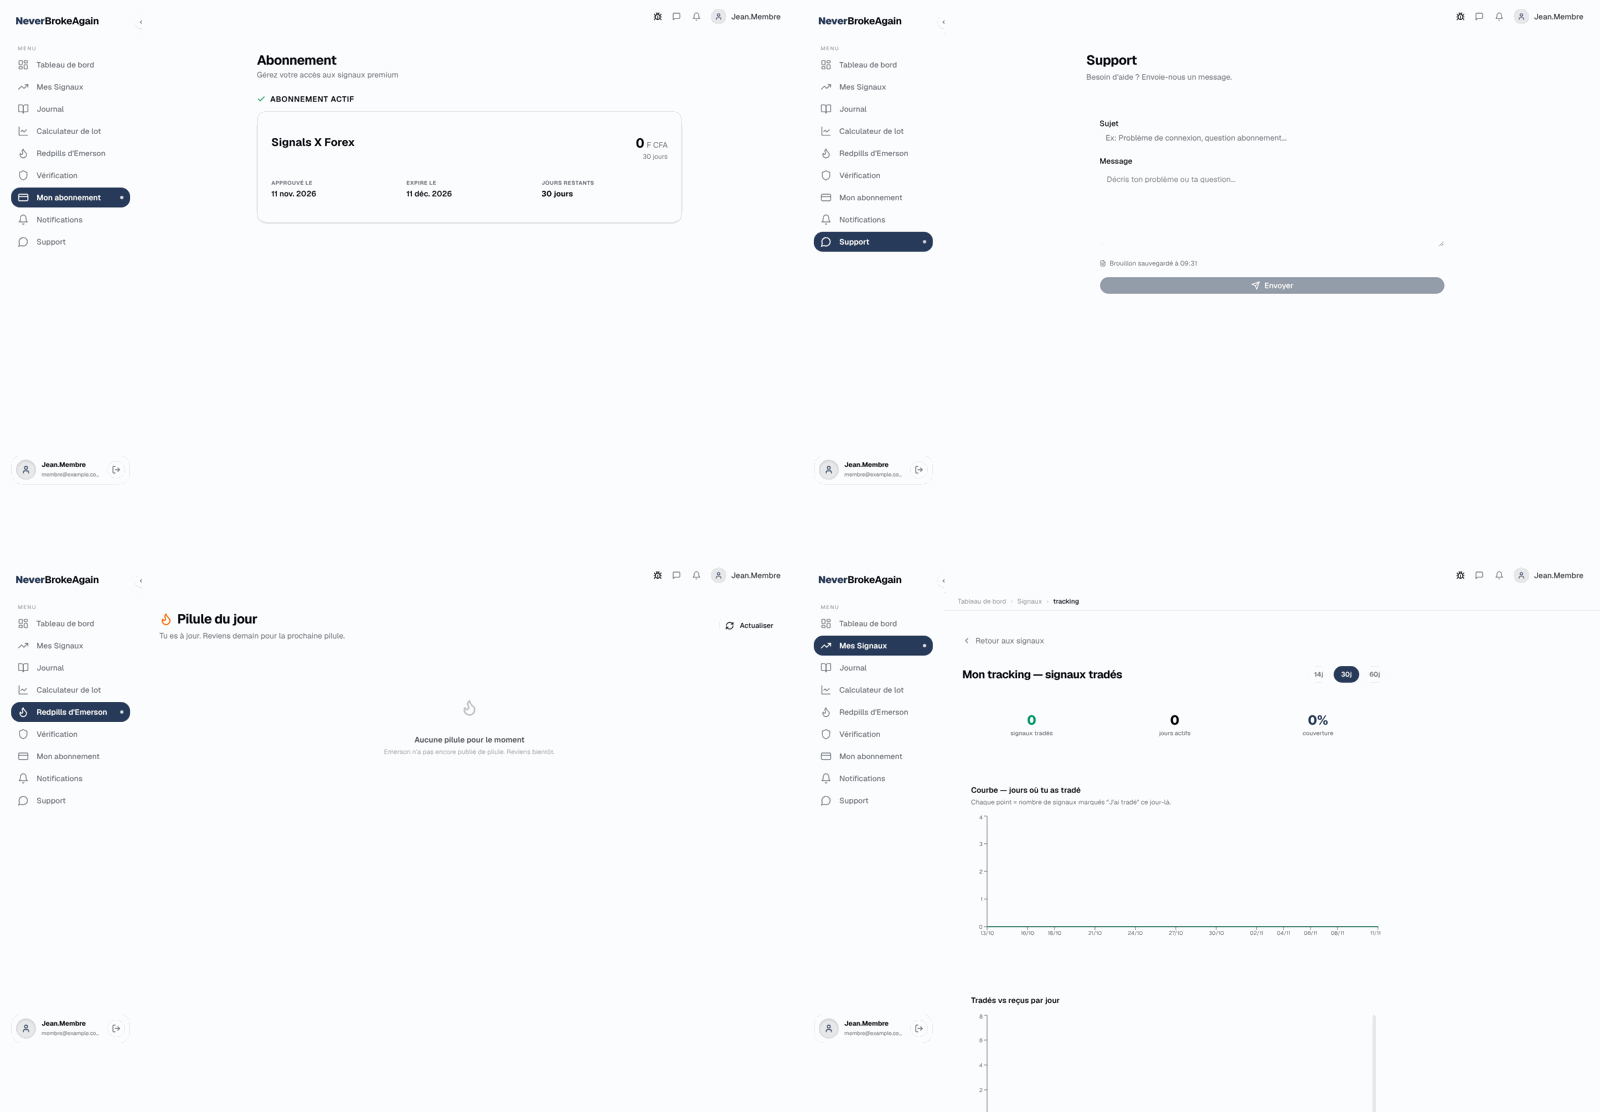 NeverBrokeAgain
Jean.Membre
MENU
Tableau de bord
Mes Signaux
Journal
Calculateur de lot
Redpills d'Emerson
Vérification
Mon abonnement
Notifications
Support
Abonnement
Gérez votre accès aux signaux premium
ABONNEMENT ACTIF
Signals X Forex
0 F CFA
30 jours
APPROUVÉ LE
11 nov. 2026
EXPIRE LE
11 déc. 2026
JOURS RESTANTS
30 jours
Jean.Membre
membre@example.co...
NeverBrokeAgain
Jean.Membre
MENU
Tableau de bord
Mes Signaux
Journal
Calculateur de lot
Redpills d'Emerson
Vérification
Mon abonnement
Notifications
Support
Support
Besoin d'aide ? Envoie-nous un message.
Sujet
Ex: Problème de connexion, question abonnement...
Message
Décris ton problème ou ta question...
Brouillon sauvegardé à 09:31
Envoyer
Jean.Membre
membre@example.co...
NeverBrokeAgain
Jean.Membre
MENU
Tableau de bord
Mes Signaux
Journal
Calculateur de lot
Redpills d'Emerson
Vérification
Mon abonnement
Notifications
Support
Pilule du jour
Tu es à jour. Reviens demain pour la prochaine pilule.
Actualiser
Aucune pilule pour le moment
Emerson n'a pas encore publié de pilule. Reviens bientôt.
Jean.Membre
membre@example.co...
NeverBrokeAgain
Jean.Membre
MENU
Tableau de bord
Mes Signaux
Journal
Calculateur de lot
Redpills d'Emerson
Vérification
Mon abonnement
Notifications
Support
Tableau de bord › Signaux › tracking
Retour aux signaux
Mon tracking — signaux tradés
14j 30j 60j
0
signaux tradés
0
jours actifs
0%
couverture
Courbe — jours où tu as tradé
Chaque point = nombre de signaux marqués "J'ai tradé" ce jour-là.
4
3
2
1
0
13/10 16/10 18/10 21/10 24/10 27/10 30/10 02/11 04/11 06/11 08/11 11/11
Tradés vs reçus par jour
8
6
4
2
Jean.Membre
membre@example.co...